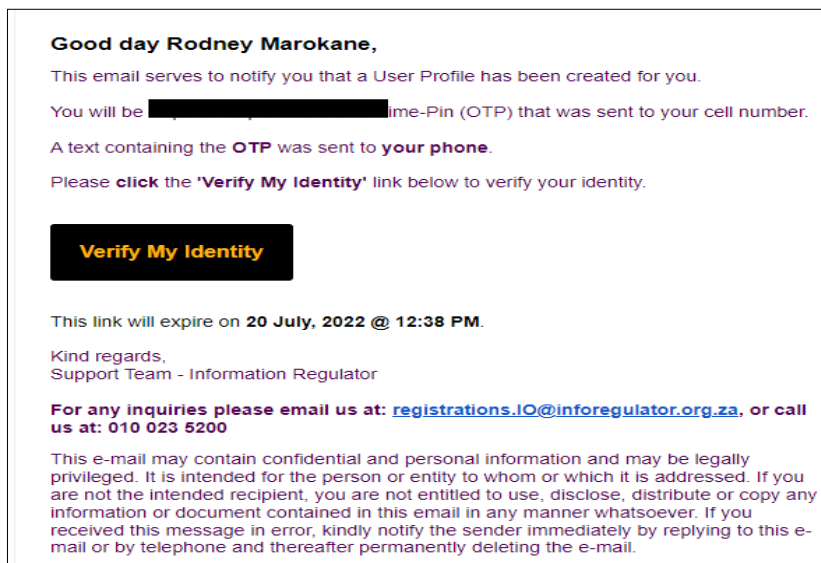 Good day Rodney Marokane,
This email serves to notify you that a User Profile has been created for you.
You will be ime-Pin (OTP) that was sent to your cell number.
A text containing the OTP was sent to your phone.
Please click the 'Verify My Identity' link below to verify your identity.
Verify My Identity
This link will expire on 20 July, 2022 @ 12:38 PM.
Kind regards,
Support Team - Information Regulator
For any inquiries please email us at: registrations.IO@inforegulator.org.za, or call
us at: 010 023 5200
This e-mail may contain confidential and personal information and may be legally
privileged. It is intended for the person or entity to whom or which it is addressed. If you
are not the intended recipient, you are not entitled to use, disclose, distribute or copy any
information or document contained in this email in any manner whatsoever. If you
received this message in error, kindly notify the sender immediately by replying to this e-
mail or by telephone and thereafter permanently deleting the e-mail.